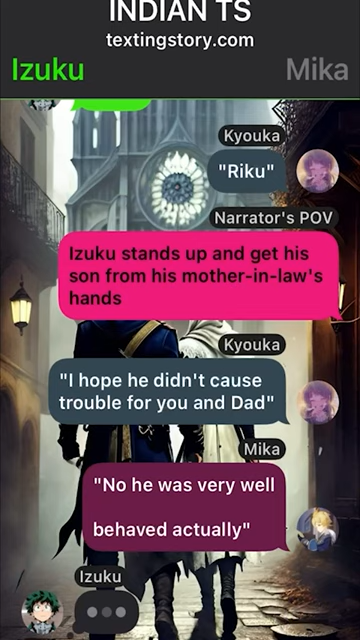 INDIAN TS
textingstory.com
Izuku
Mika
Kyouka
"Riku"
Narrator's POV
Izuku stands up and get his
son from his mother-in-law's
hands
Kyouka
"I hope he didn't cause
trouble for you and Dad"
Mika
"No he was very well
behaved actually"
Izuku